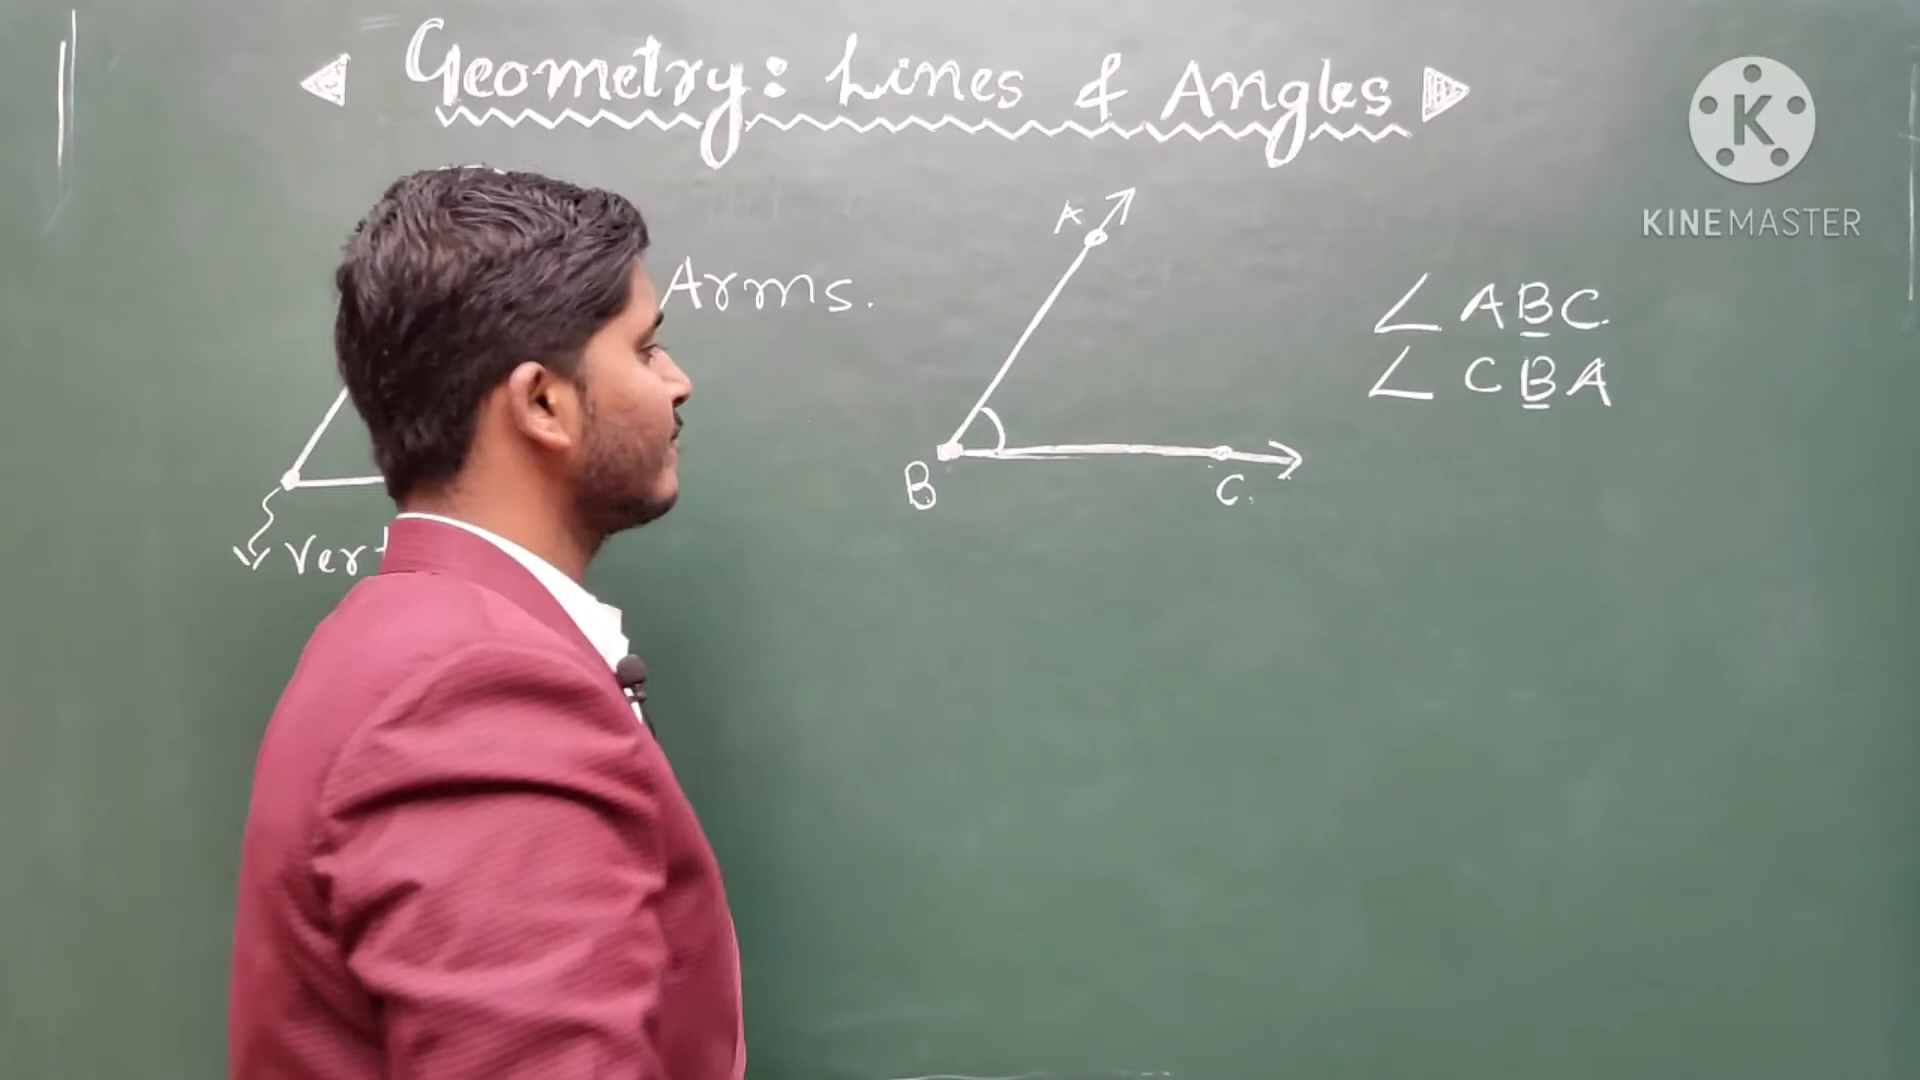 Geometry: Lines & Angles
K
KINEMASTER
A
Arms.
∠ ABC
∠ CBA
B
C.